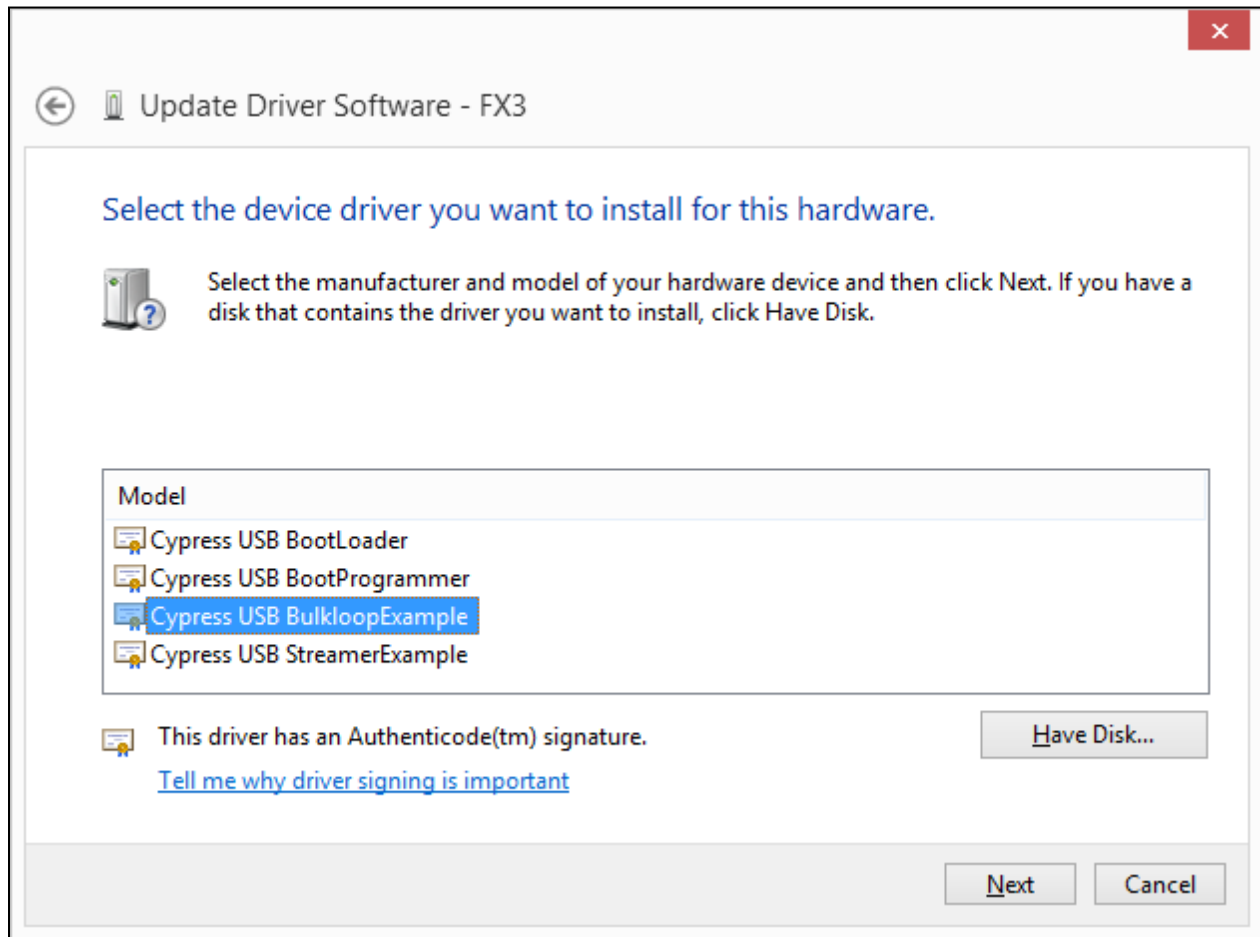 Update Driver Software - FX3
Select the device driver you want to install for this hardware.
Select the manufacturer and model of your hardware device and then click Next. If you have a
disk that contains the driver you want to install, click Have Disk.
Model
Cypress USB BootLoader
Cypress USB BootProgrammer
Cypress USB BulkloopExample
Cypress USB StreamerExample
This driver has an Authenticode(tm) signature.
Have Disk...
Tell me why driver signing is important
Next
Cancel